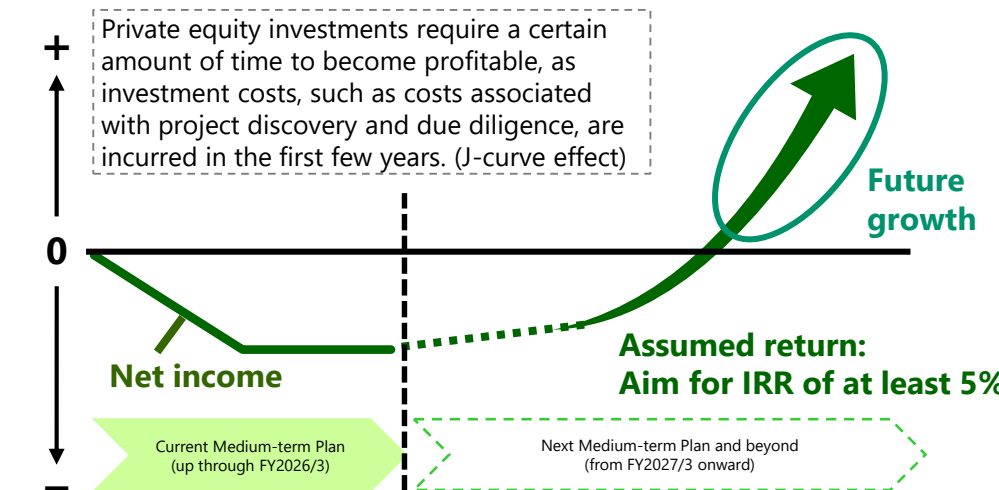 +
Private equity investments require a certain
amount of time to become profitable, as
investment costs, such as costs associated
with project discovery and due diligence, are
incurred in the first few years. (J-curve effect)
Future
growth
0
Assumed return:
Aim for IRR of at least 5%
Net income
Current Medium-term Plan
(up through FY2026/3)
Next Medium-term Plan and beyond
(from FY2027/3 onward)
−